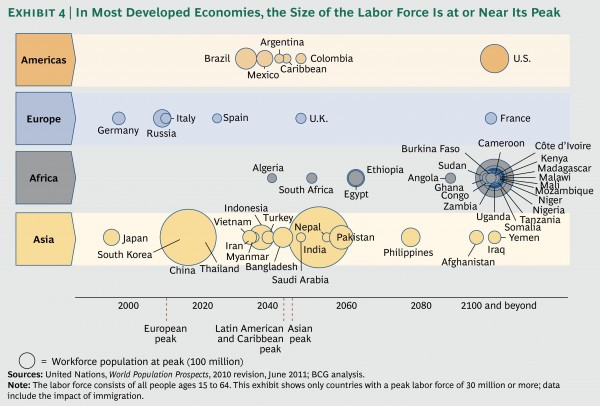 EXHIBIT 4 | In Most Developed Economies, the Size of the Labor Force Is at or Near Its Peak
Americas
Brazil
Mexico
Argentina
Caribbean
Colombia
U.S.
Europe
Germany
Russia
Italy
Spain
U.K.
France
Africa
Algeria
South Africa
Egypt
Ethiopia
Angola
Burkina Faso
Sudan
Ghana
Congo
Zambia
Uganda
Cameroon
Côte d'Ivoire
Kenya
Madagascar
Malawi
Mali
Mozambique
Niger
Nigeria
Tanzania
Somalia
Asia
Japan
South Korea
China
Thailand
Vietnam
Iran
Myanmar
Indonesia
Turkey
Bangladesh
Nepal
Saudi Arabia
India
Pakistan
Philippines
Afghanistan
Iraq
Yemen
2000 2020 2040 2060 2080 2100 and beyond
European
peak
Latin American
and Caribbean
peak
Asian
peak
= Workforce population at peak (100 million)
Sources: United Nations, World Population Prospects, 2010 revision, June 2011; BCG analysis.
Note: The labor force consists of all people ages 15 to 64. This exhibit shows only countries with a peak labor force of 30 million or more; data
include the impact of immigration.